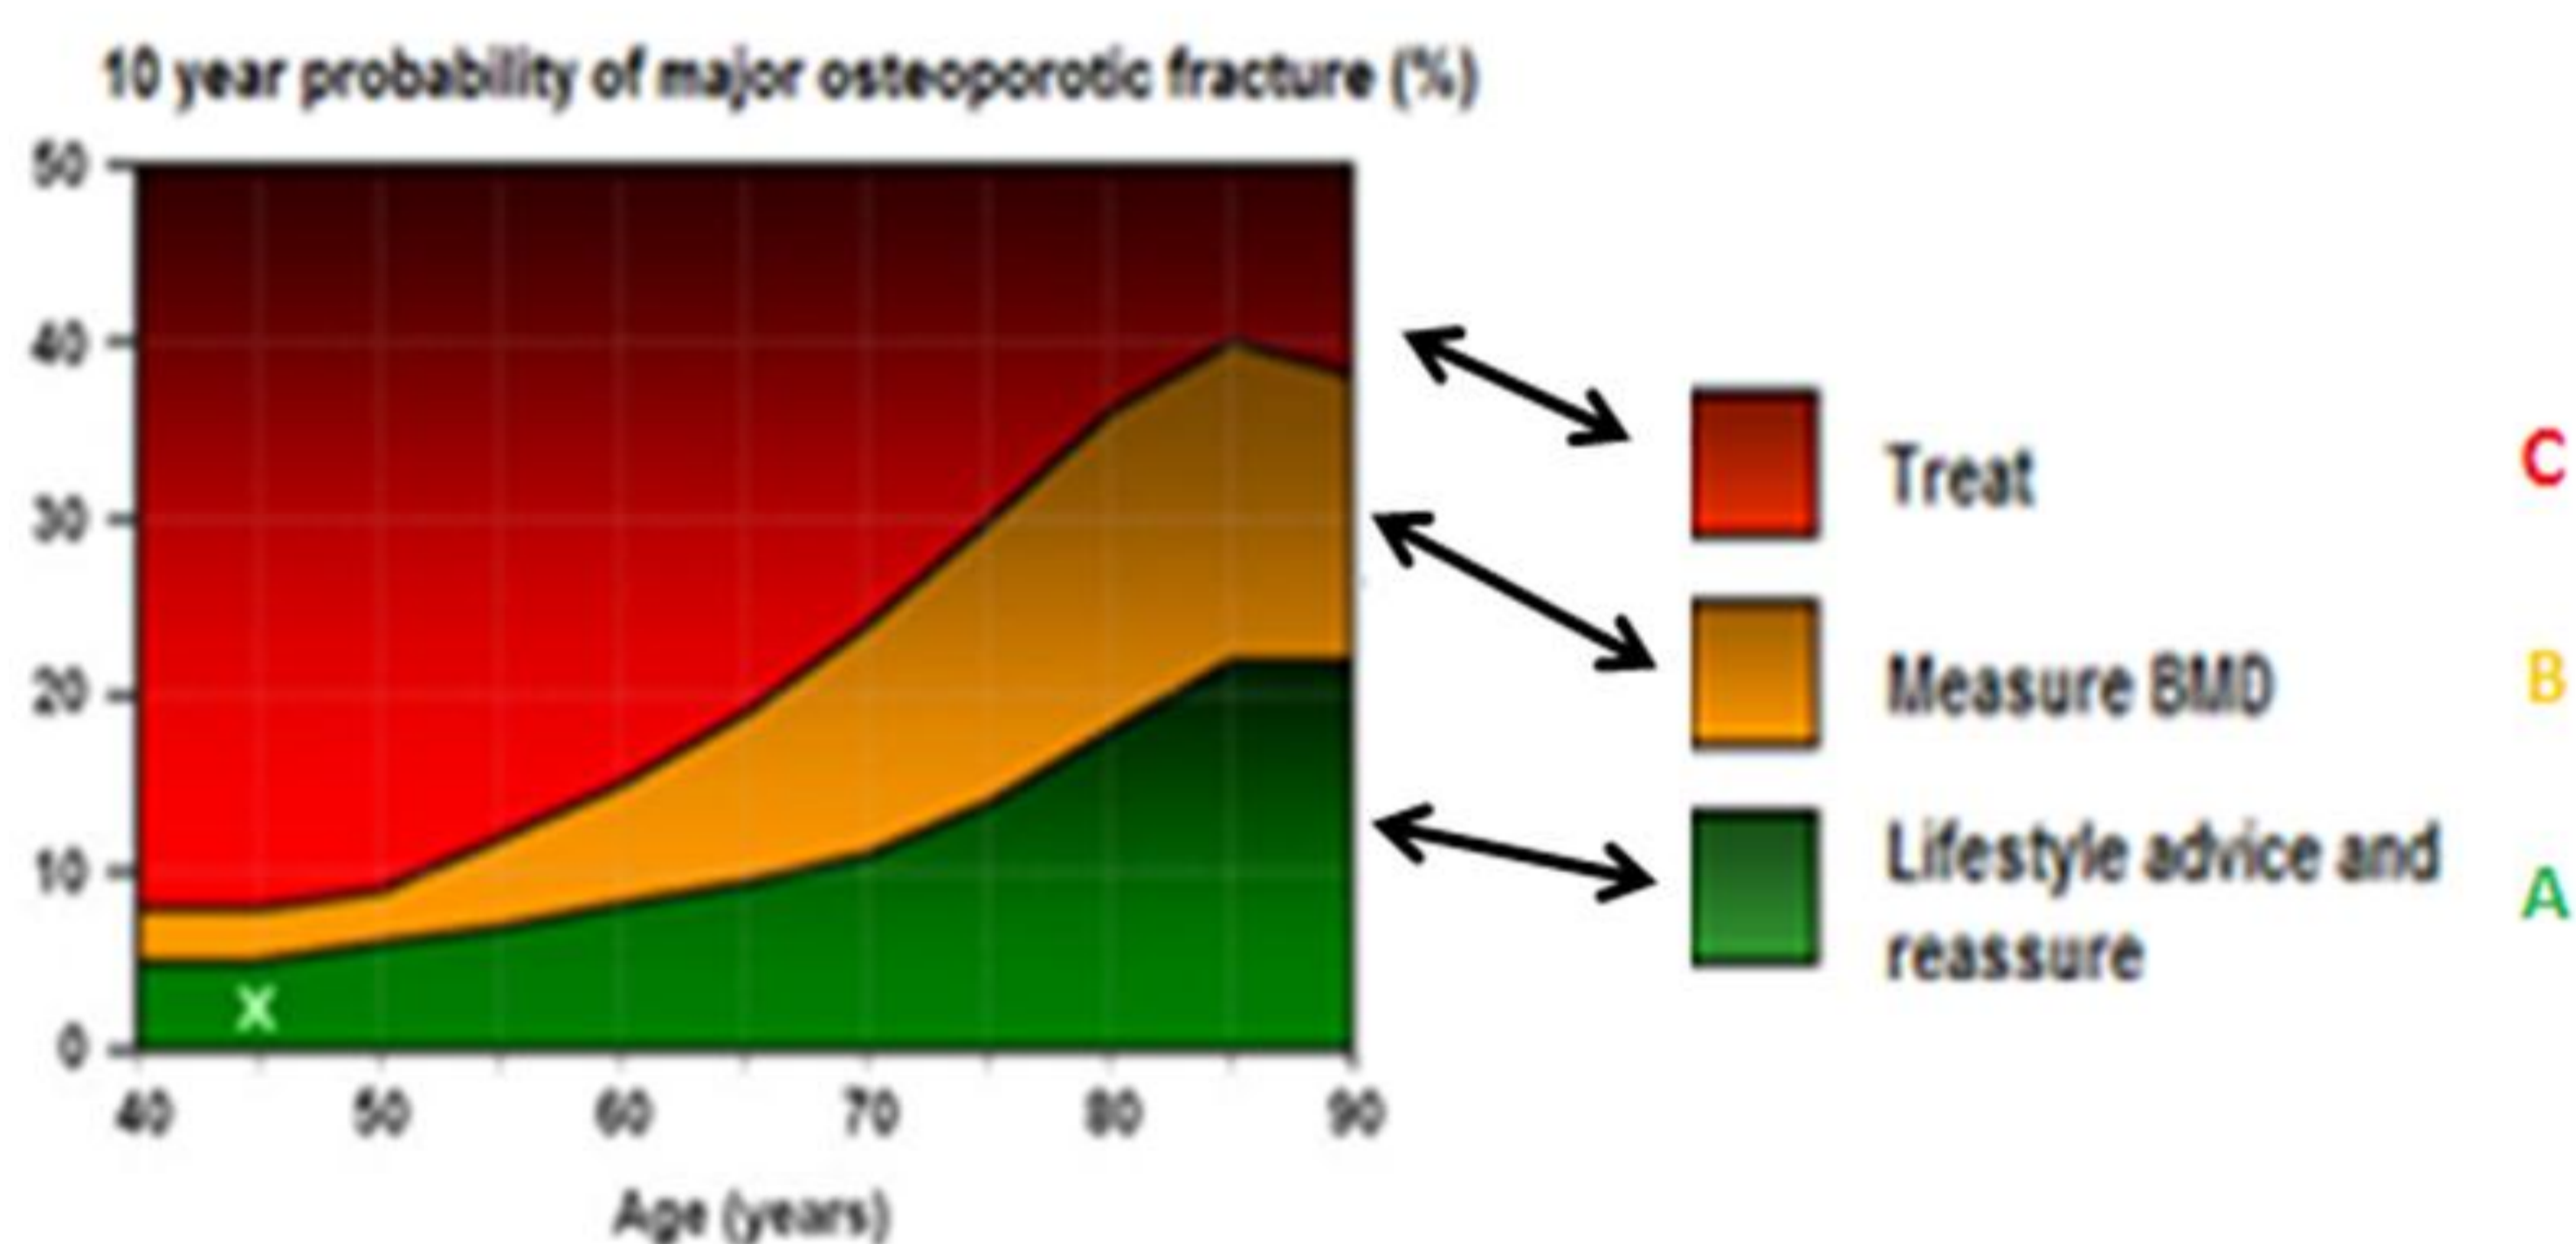 10 year probability of major osteoporotic fracture (%)
50
40
30
20
10
0
X
40 50 60 70 80 90
Age (years)
Treat C
Measure BMD B
Lifestyle advice and
reassure
A